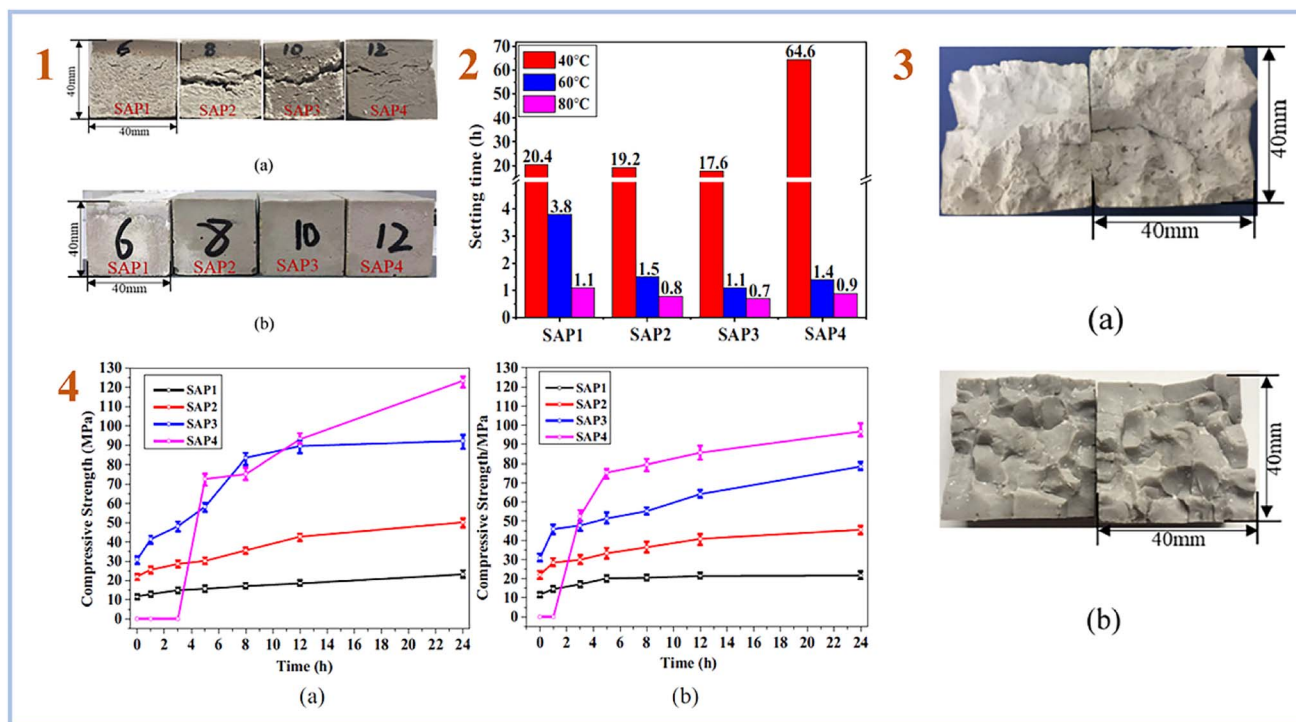 1
6 8 10 12
SAP1 SAP2 SAP3 SAP4
40mm
40mm
(a)
6 8 10 12
SAP1 SAP2 SAP3 SAP4
40mm
40mm
(b)
2
40°C
60°C
80°C
Setting time (h)
70
65
60
55
50
45
40
35
30
25
20
15
4
3
2
1
0
20.4 3.8 1.1
19.2 1.5 0.8
17.6 1.1 0.7
64.6 1.4 0.9
SAP1 SAP2 SAP3 SAP4
3
40mm
40mm
(a)
40mm
40mm
(b)
4
SAP1
SAP2
SAP3
SAP4
Compressive Strength (MPa)
130
120
110
100
90
80
70
60
50
40
30
20
10
0
0 2 4 6 8 10 12 14 16 18 20 22 24
Time (h)
(a)
SAP1
SAP2
SAP3
SAP4
Compressive Strength/MPa
130
120
110
100
90
80
70
60
50
40
30
20
10
0
0 2 4 6 8 10 12 14 16 18 20 22 24
Time (h)
(b)